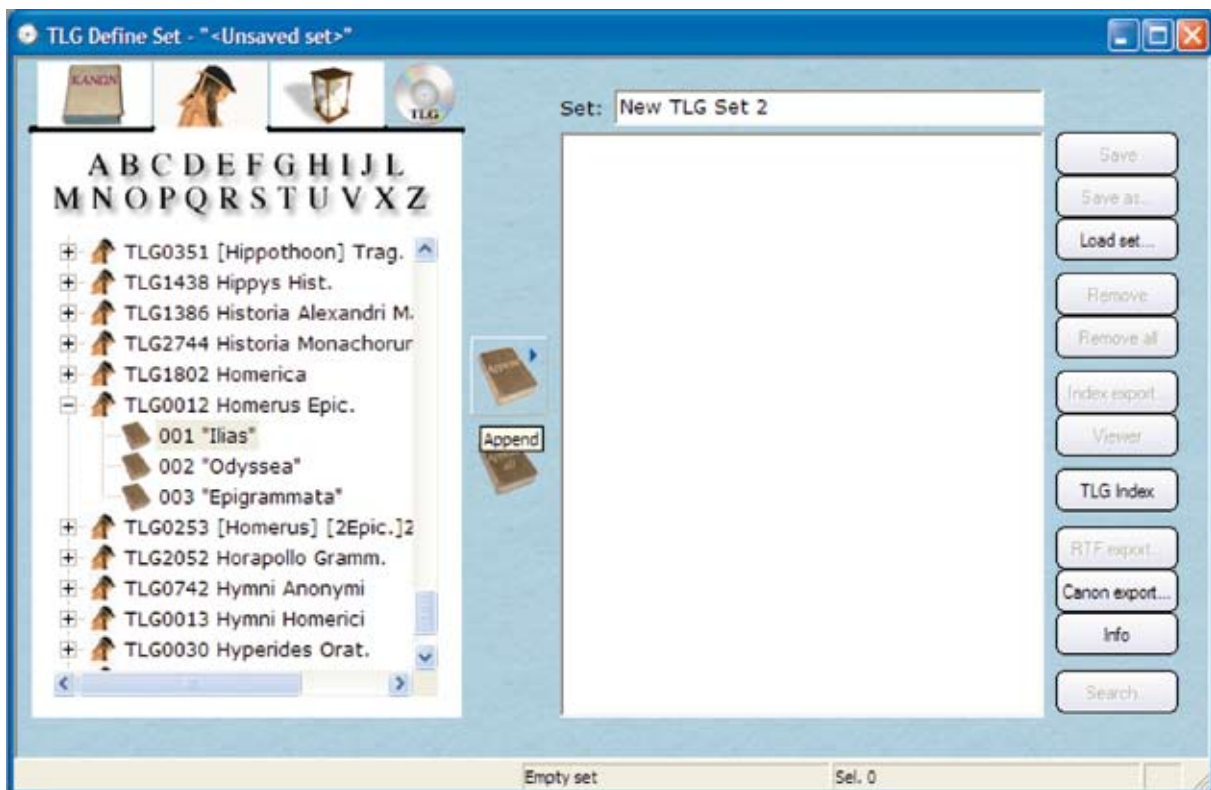 TLG Define Set - "<Unsaved set>"
KANON
TLG
A B C D E F G H I J L
M N O P Q R S T U V X Z
TLG0351 [Hippothoon] Trag.
TLG1438 Hippys Hist.
TLG1386 Historia Alexandri M
TLG2744 Historia Monachorur
TLG1802 Homerica
TLG0012 Homerus Epic.
001 "Ilias"
002 "Odyssea"
003 "Epigrammata"
TLG0253 [Homerus] [2Epic.]2
TLG2052 Horapollo Gramm.
TLG0742 Hymni Anonymi
TLG0013 Hymni Homerici
TLG0030 Hyperides Orat.
Append
Append
Append
Set: New TLG Set 2
Save
Save as...
Load set...
Remove
Remove all
Index export...
Viewer
TLG Index
RTF export...
Canon export...
Info
Search
Empty set
Sel. 0